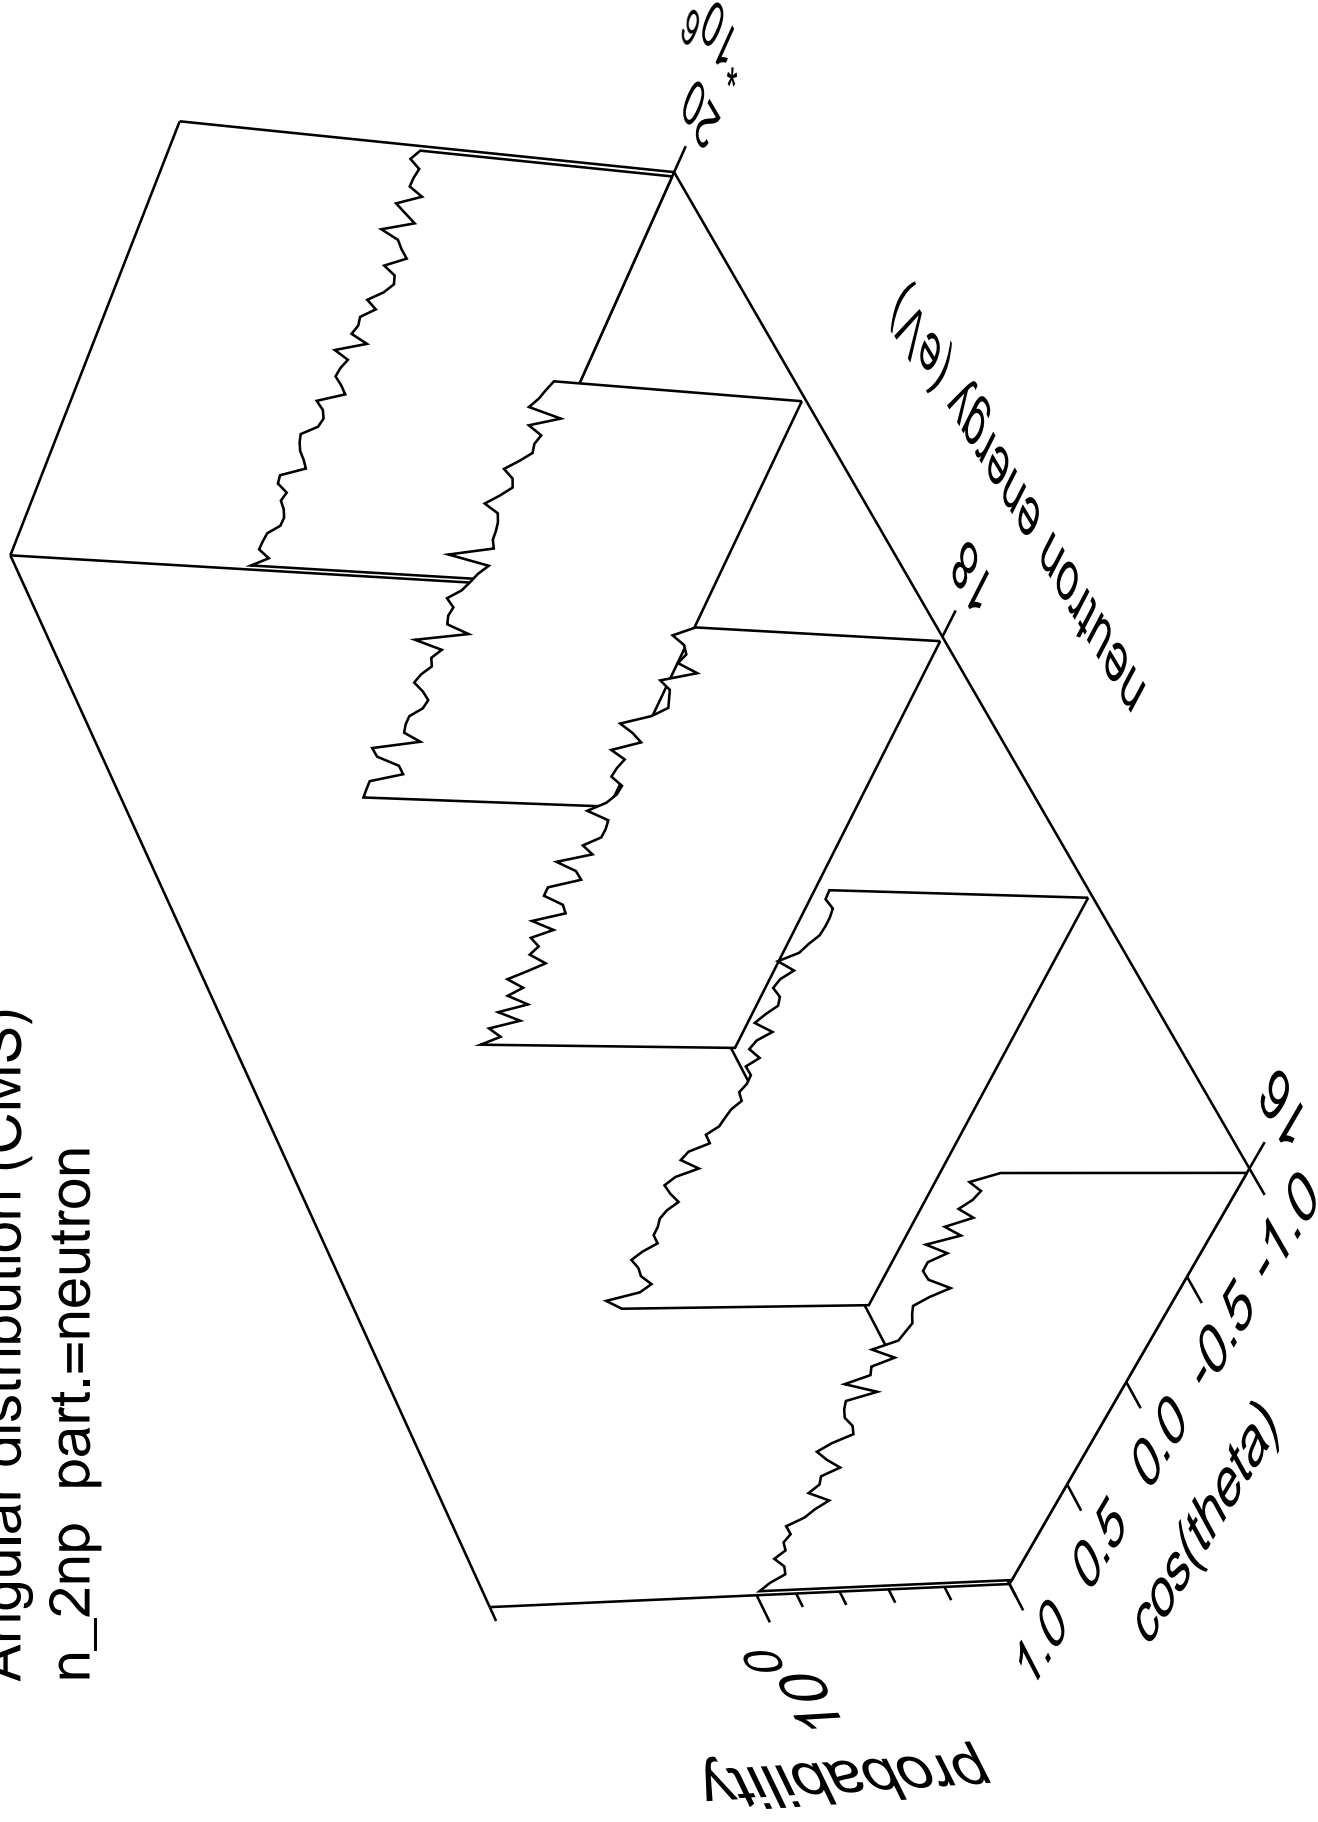 Angular distribution (CMS)
n_2np part.=neutron
probability
10^0
1.0 0.5 0.0 -0.5 -1.0
cos(theta)
16 18 20
*10^6
neutron energy (eV)